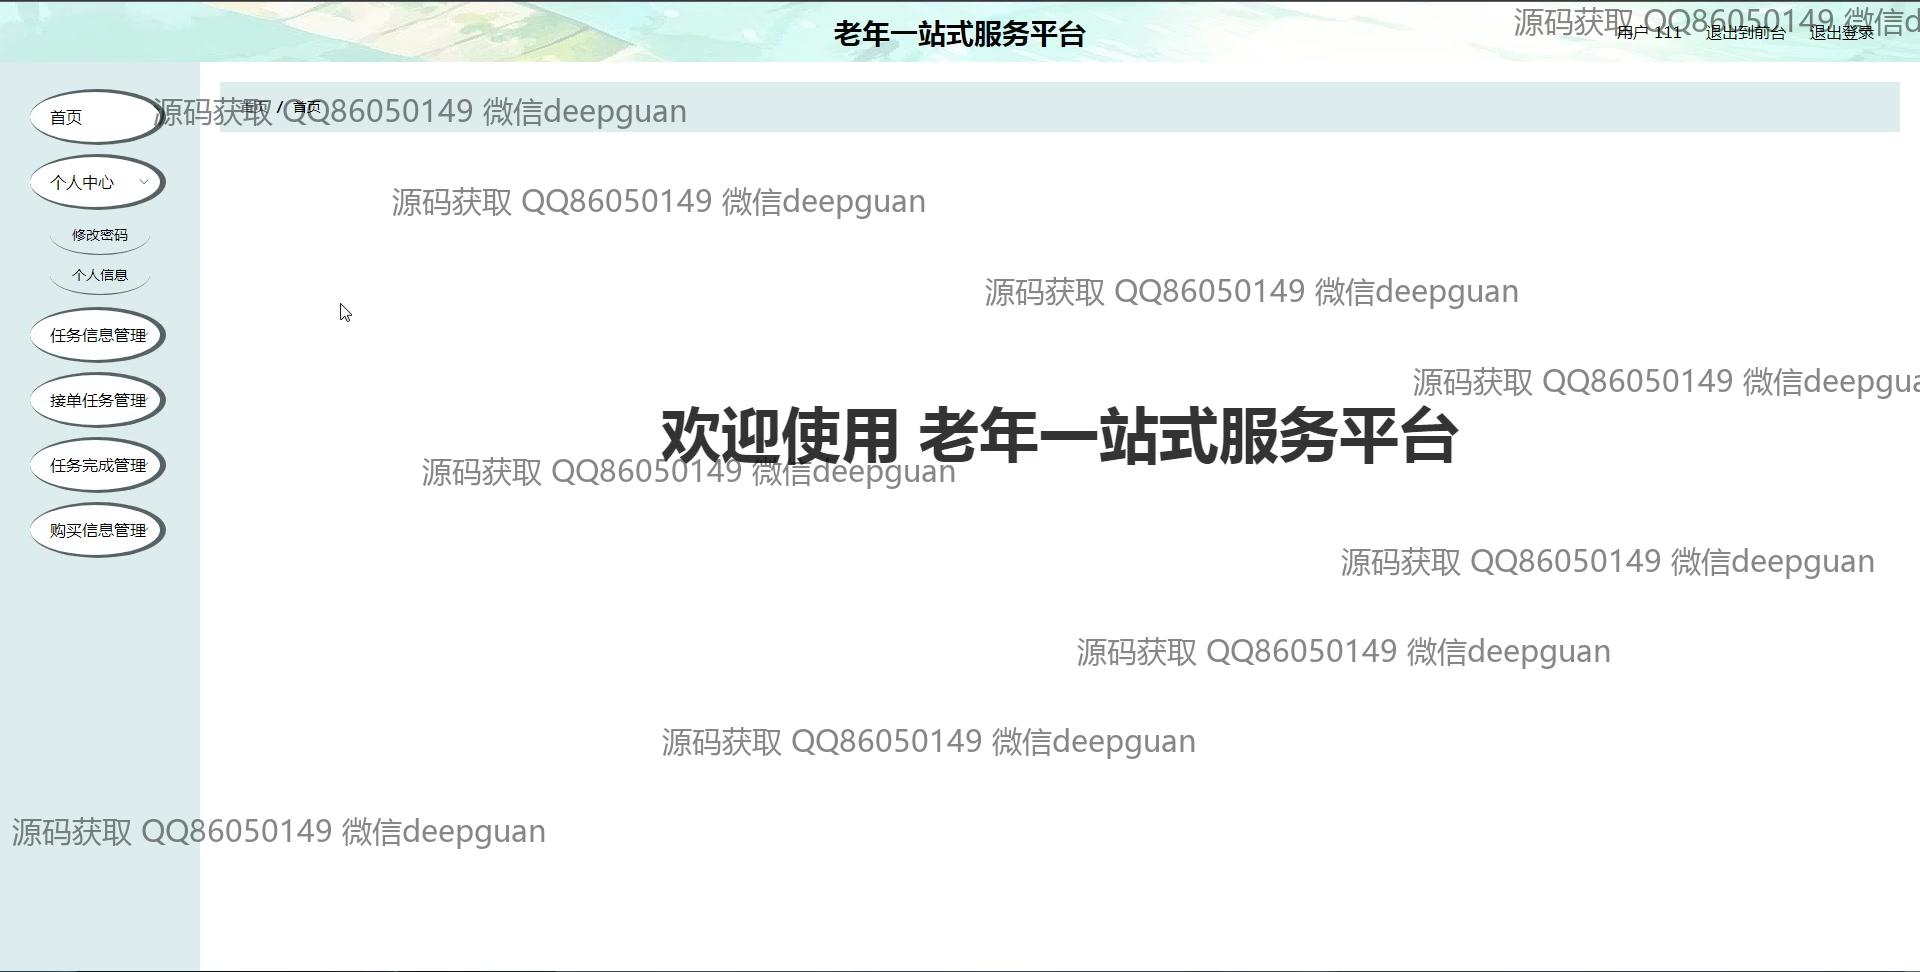 老年一站式服务平台
源码获取 QQ86050149 微信d
用户 111 退出到前台 退出登录
首页
首页 / 首页
源码获取 QQ86050149 微信deepguan
个人中心
源码获取 QQ86050149 微信deepguan
修改密码
个人信息
源码获取 QQ86050149 微信deepguan
任务信息管理
源码获取 QQ86050149 微信deepgua
接单任务管理
欢迎使用 老年一站式服务平台
任务完成管理
源码获取 QQ86050149 微信deepguan
购买信息管理
源码获取 QQ86050149 微信deepguan
源码获取 QQ86050149 微信deepguan
源码获取 QQ86050149 微信deepguan
源码获取 QQ86050149 微信deepguan